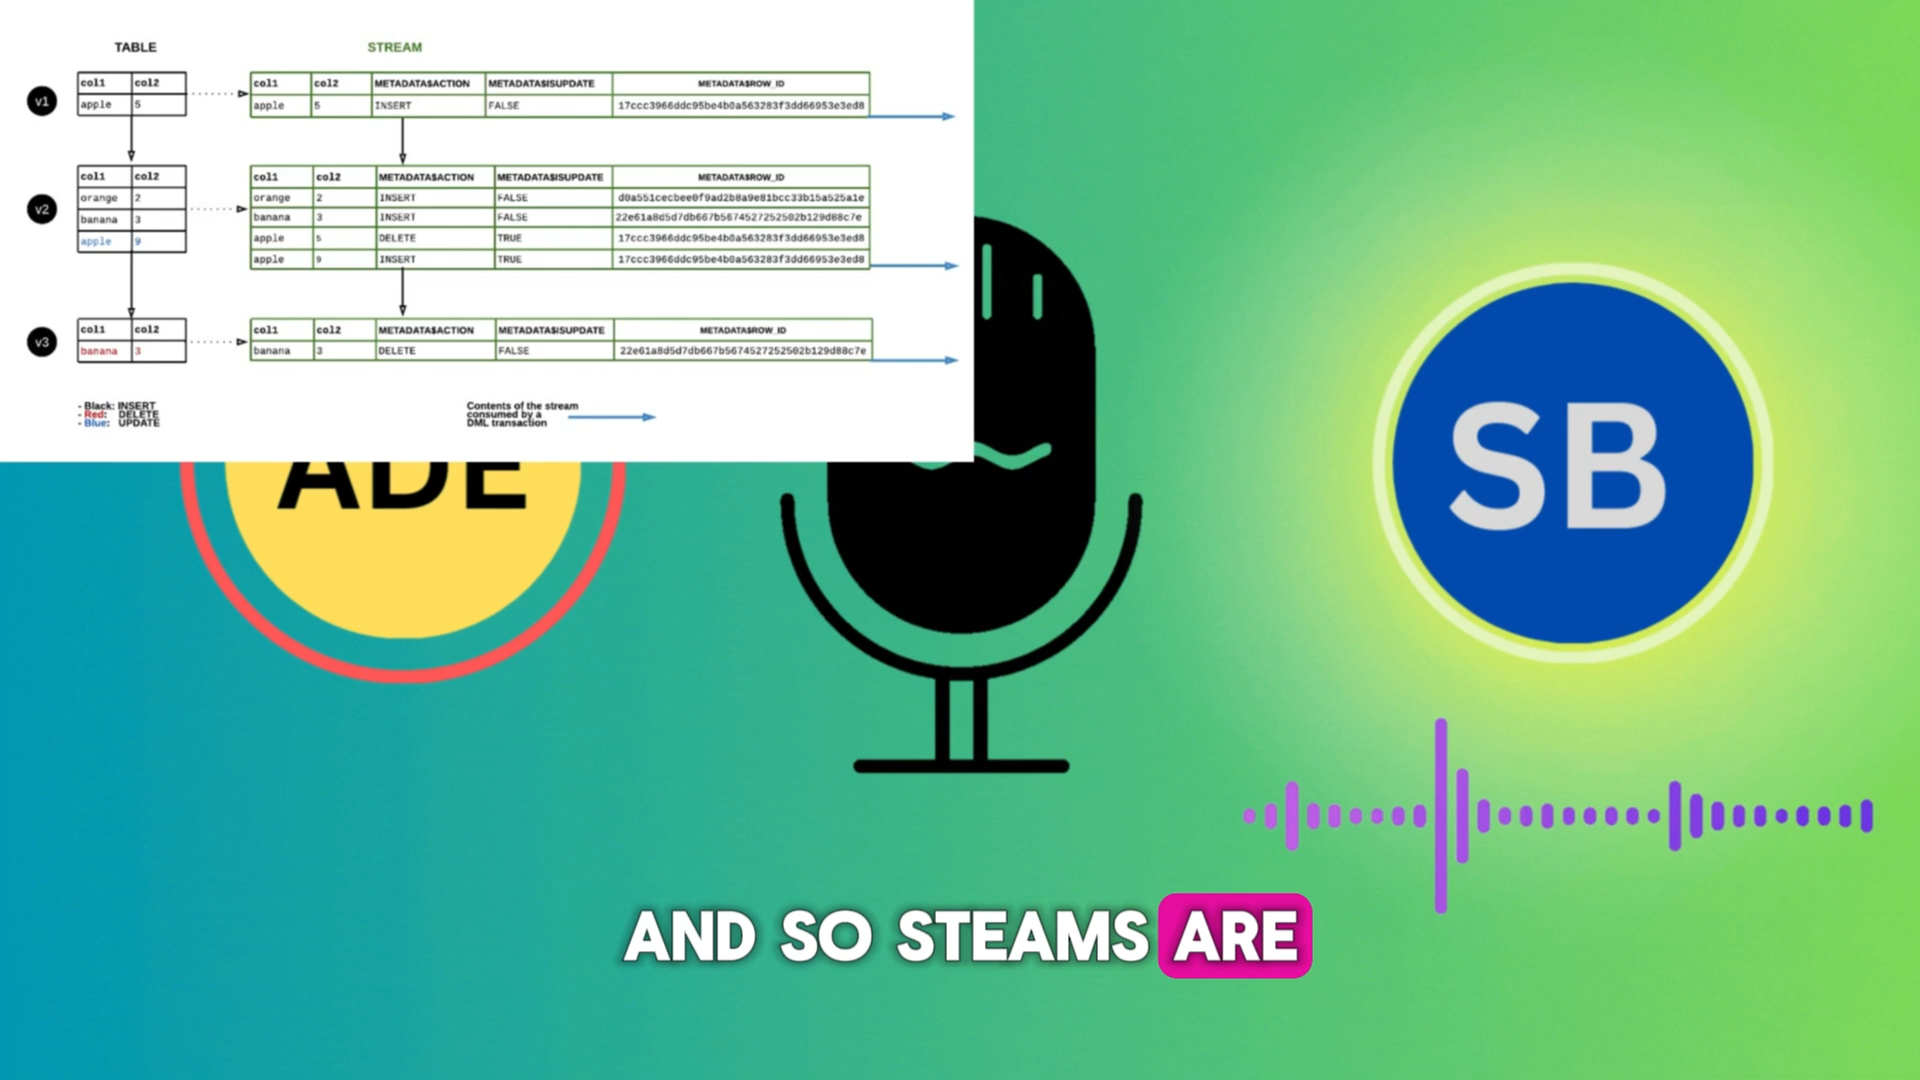 TABLE STREAM
v1
col1 col2
apple 5
col1 col2 METADATA$ACTION METADATA$ISUPDATE METADATA$ROW_ID
apple 5 INSERT FALSE 17ccc3966ddc95be4b0a563283f3dd66953e3ed8
v2
col1 col2
orange 2
banana 3
apple 9
col1 col2 METADATA$ACTION METADATA$ISUPDATE METADATA$ROW_ID
orange 2 INSERT FALSE d0a551cecbee0f9ad2b8a9e81bcc33b15a525a1e
banana 3 INSERT FALSE 22e61a8d5d7db667b5674527252502b129d88c7e
apple 5 DELETE TRUE 17ccc3966ddc95be4b0a563283f3dd66953e3ed8
apple 9 INSERT TRUE 17ccc3966ddc95be4b0a563283f3dd66953e3ed8
v3
col1 col2
banana 3
col1 col2 METADATA$ACTION METADATA$ISUPDATE METADATA$ROW_ID
banana 3 DELETE FALSE 22e61a8d5d7db667b5674527252502b129d88c7e
- Black: INSERT
- Red: DELETE
- Blue: UPDATE
Contents of the stream
consumed by a
DML transaction
ADE
SB
AND SO STEAMS ARE